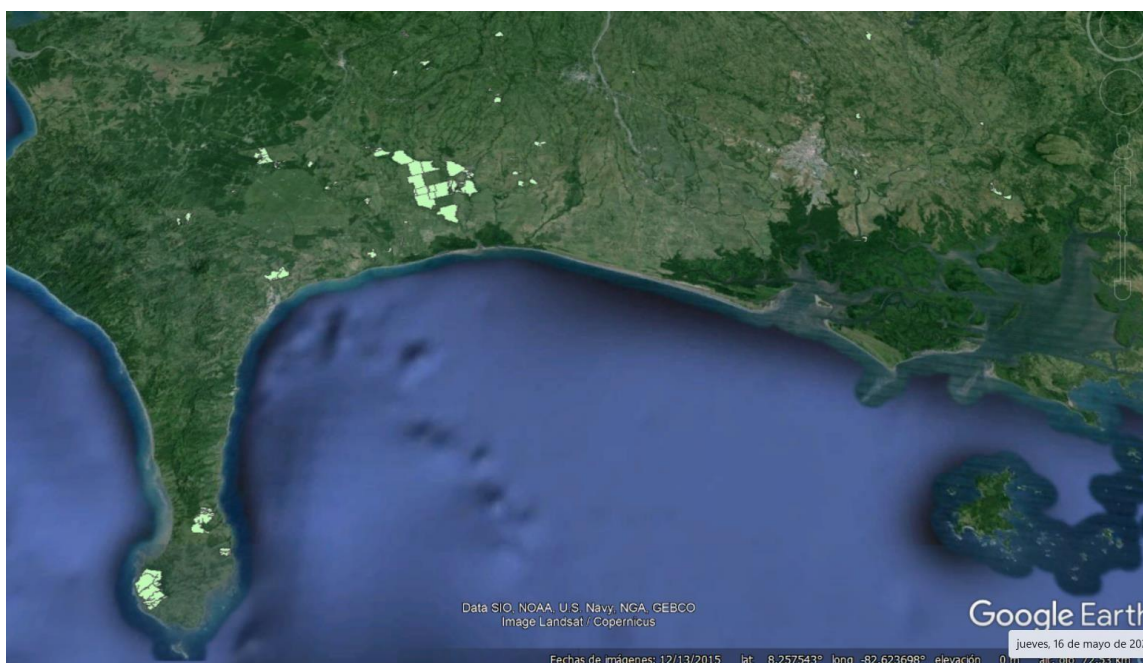 Data SIO, NOAA, U.S. Navy, NGA, GEBCO
Image Landsat / Copernicus
Google Earth
jueves, 16 de mayo de
Fechas de imágenes: 12/13/2015 lat 8.257543° long -82.623698° elevación